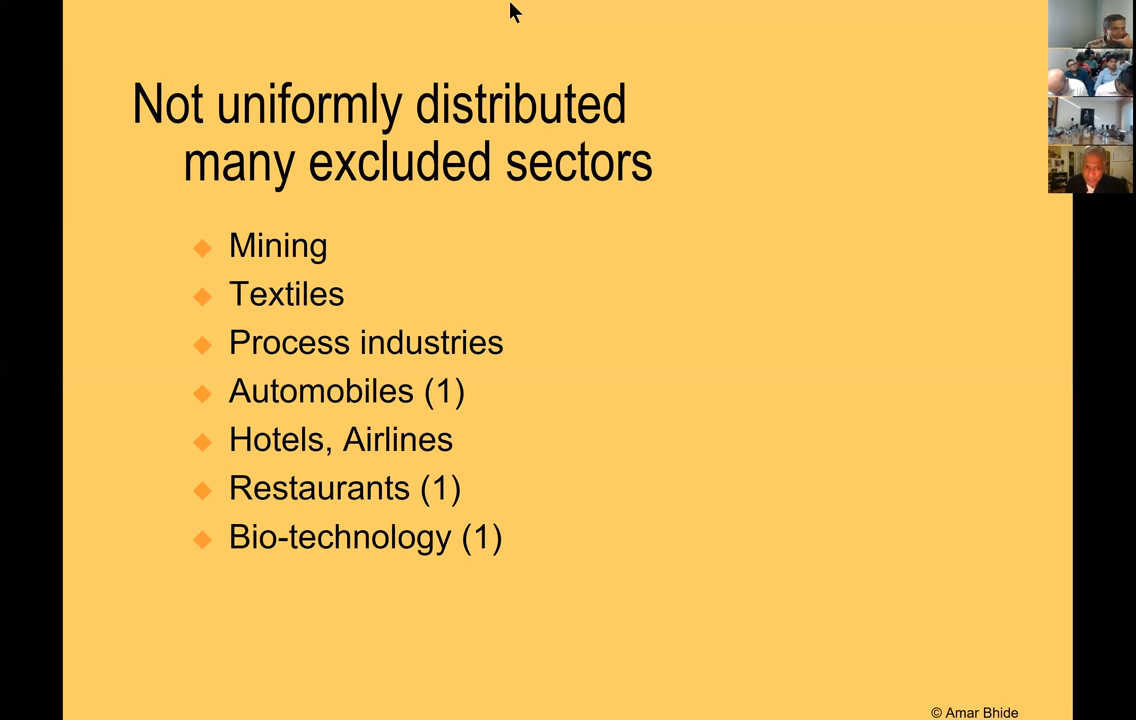 Not uniformly distributed
many excluded sectors
Mining
Textiles
Process industries
Automobiles (1)
Hotels, Airlines
Restaurants (1)
Bio-technology (1)
© Amar Bhide